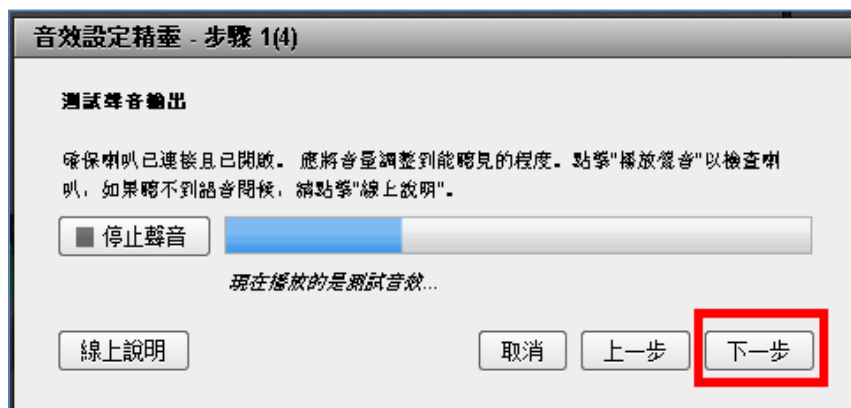 音效設定精靈 - 步驟 1(4)
測試聲音輸出
確保喇叭已連接且已開啟。 應將音量調整到能聽見的程度。點擊"播放聲音"以檢查喇
叭，如果聽不到語音問候，請點擊"線上說明"。
停止聲音
現在播放的是測試音效...
線上說明
取消
上一步
下一步